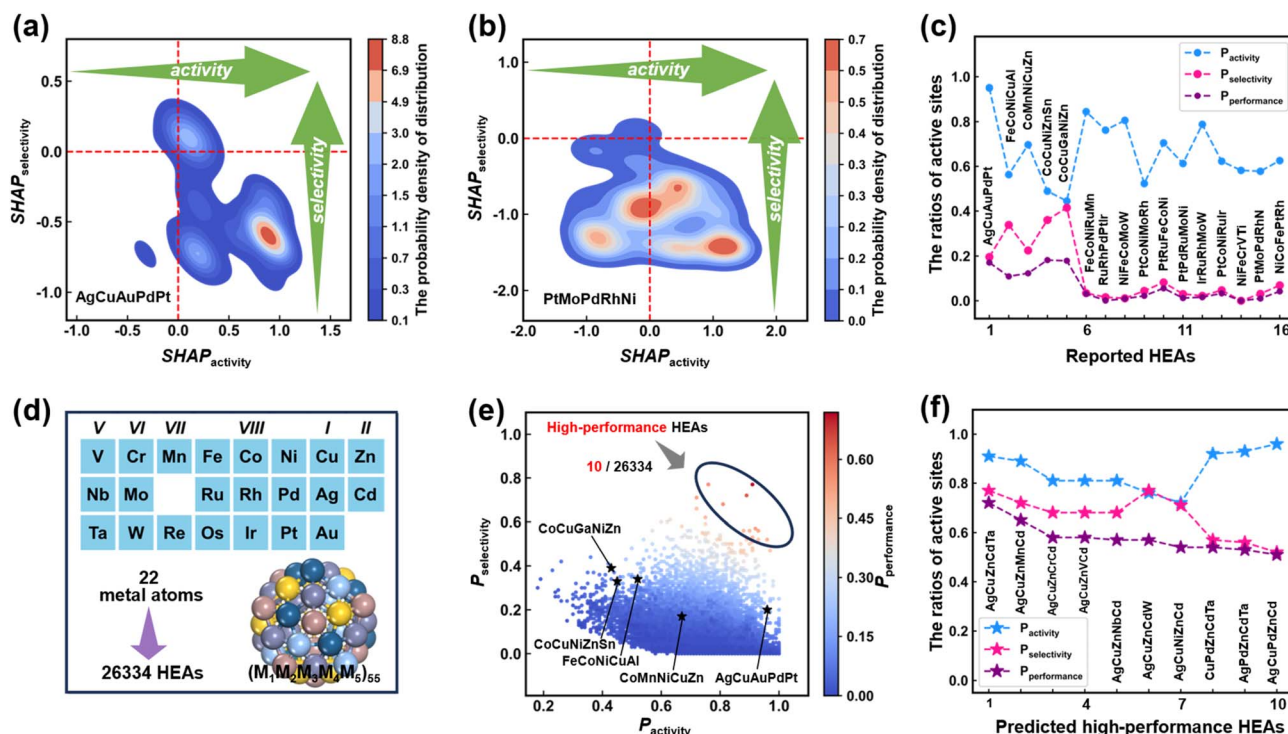 (a)
activity
selectivity
AgCuAuPdPt
SHAPselectivity
0.5
0.0
-0.5
-1.0
-1.0
-0.5
0.0
0.5
1.0
1.5
SHAPactivity
8.8
6.9
4.9
3.0
2.0
1.5
1.2
0.8
0.5
0.1
The probability density of distribution
(b)
activity
selectivity
PtMoPdRhNi
SHAPselectivity
1.0
0.0
-1.0
-2.0
-2.0
-1.0
0.0
1.0
2.0
SHAPactivity
0.7
0.6
0.5
0.4
0.3
0.3
0.2
0.2
0.1
0.0
The probability density of distribution
(c)
Pactivity
Pselectivity
Pperformance
The ratios of active sites
1.0
0.8
0.6
0.4
0.2
0.0
AgCuAuPdPt
FeCoNiCuAl
CoMnNiCuZn
CoCuNiZnSn
CoCuGaNiZn
FeCoNiRuMn
RuRhPdPtIr
NiFeCoMoW
PtCoNiMoRh
PtRuFeCoNi
PtPdRuMoNi
IrRuRhMoW
PtCoNiRuIr
NiFeCrVTi
PtMoPdRhN
NiCoFePtRh
1
6
11
16
Reported HEAs
(d)
V VI VII VIII I II
V Cr Mn Fe Co Ni Cu Zn
Nb Mo Ru Rh Pd Ag Cd
Ta W Re Os Ir Pt Au
22
metal atoms
26334 HEAs
(M1M2M3M4M5)55
(e)
High-performance HEAs
10 / 26334
CoCuGaNiZn
CoCuNiZnSn
FeCoNiCuAl
CoMnNiCuZn
AgCuAuPdPt
Pselectivity
1.0
0.8
0.6
0.4
0.2
0.0
0.2
0.4
0.6
0.8
1.0
Pactivity
0.60
0.45
0.30
0.15
0.00
Pperformance
(f)
The ratios of active sites
1.0
0.8
0.6
0.4
0.2
0.0
AgCuZnCdTa
AgCuZnMnCd
AgCuZnCrCd
AgCuZnVCd
AgCuZnNbCd
AgCuZnCdW
AgCuNiZnCd
CuPdZnCdTa
AgPdZnCdTa
AgCuPdZnCd
Pactivity
Pselectivity
Pperformance
1
4
7
10
Predicted high-performance HEAs